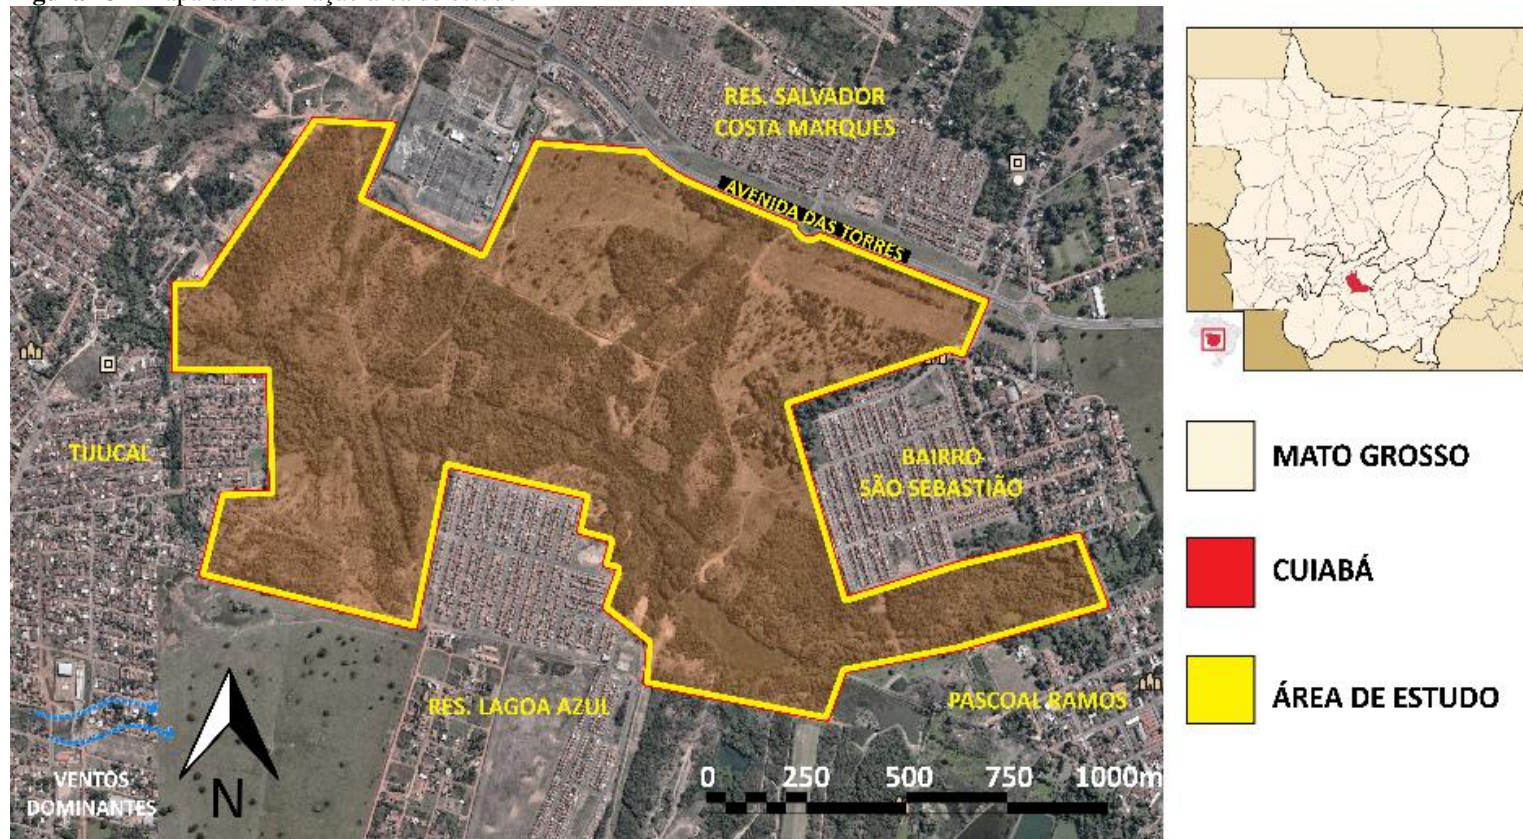 RES. SALVADOR
COSTA MARQUES
AVENIDA DAS TORRES
TIJUCAL
BAIRRO
SÃO SEBASTIÃO
RES. LAGOA AZUL
PASCOAL RAMOS
VENTOS
DOMINANTES
N
0 250 500 750 1000m
MATO GROSSO
CUIABÁ
ÁREA DE ESTUDO